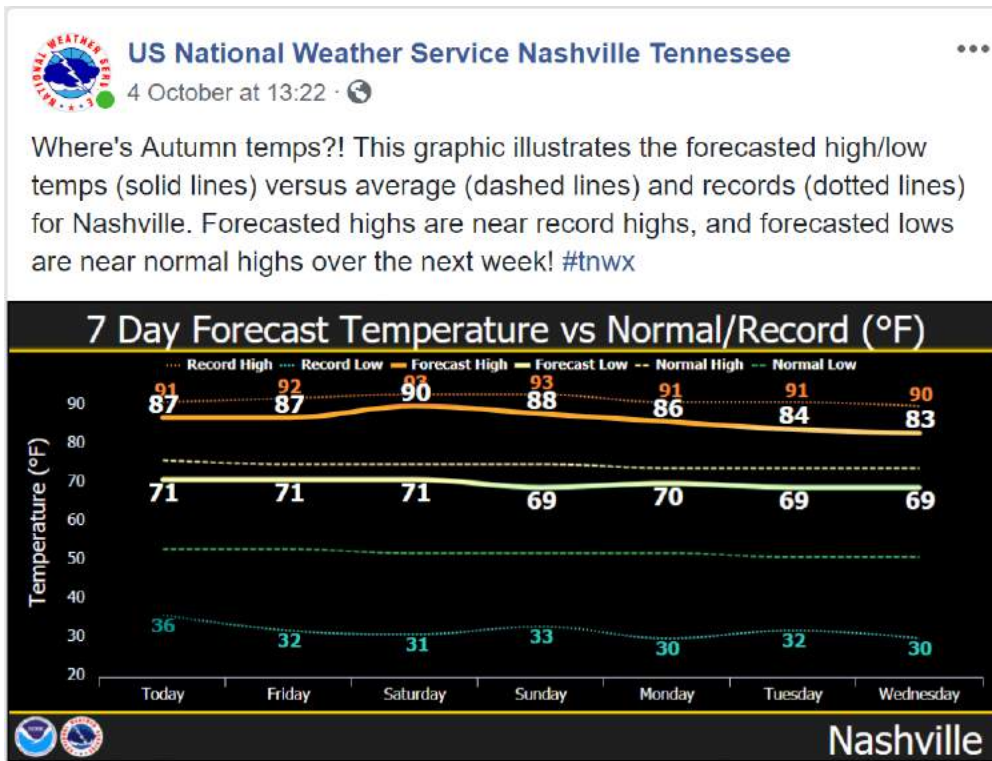 US National Weather Service Nashville Tennessee
4 October at 13:22 ·
Where's Autumn temps?! This graphic illustrates the forecasted high/low
temps (solid lines) versus average (dashed lines) and records (dotted lines)
for Nashville. Forecasted highs are near record highs, and forecasted lows
are near normal highs over the next week! #tnwx
7 Day Forecast Temperature vs Normal/Record (°F)
Record High Record Low Forecast High Forecast Low Normal High Normal Low
91 92 93 93 91 91 90
87 87 90 88 86 84 83
71 71 71 69 70 69 69
36 32 31 33 30 32 30
Temperature (°F)
90
80
70
60
50
40
30
20
Today Friday Saturday Sunday Monday Tuesday Wednesday
Nashville